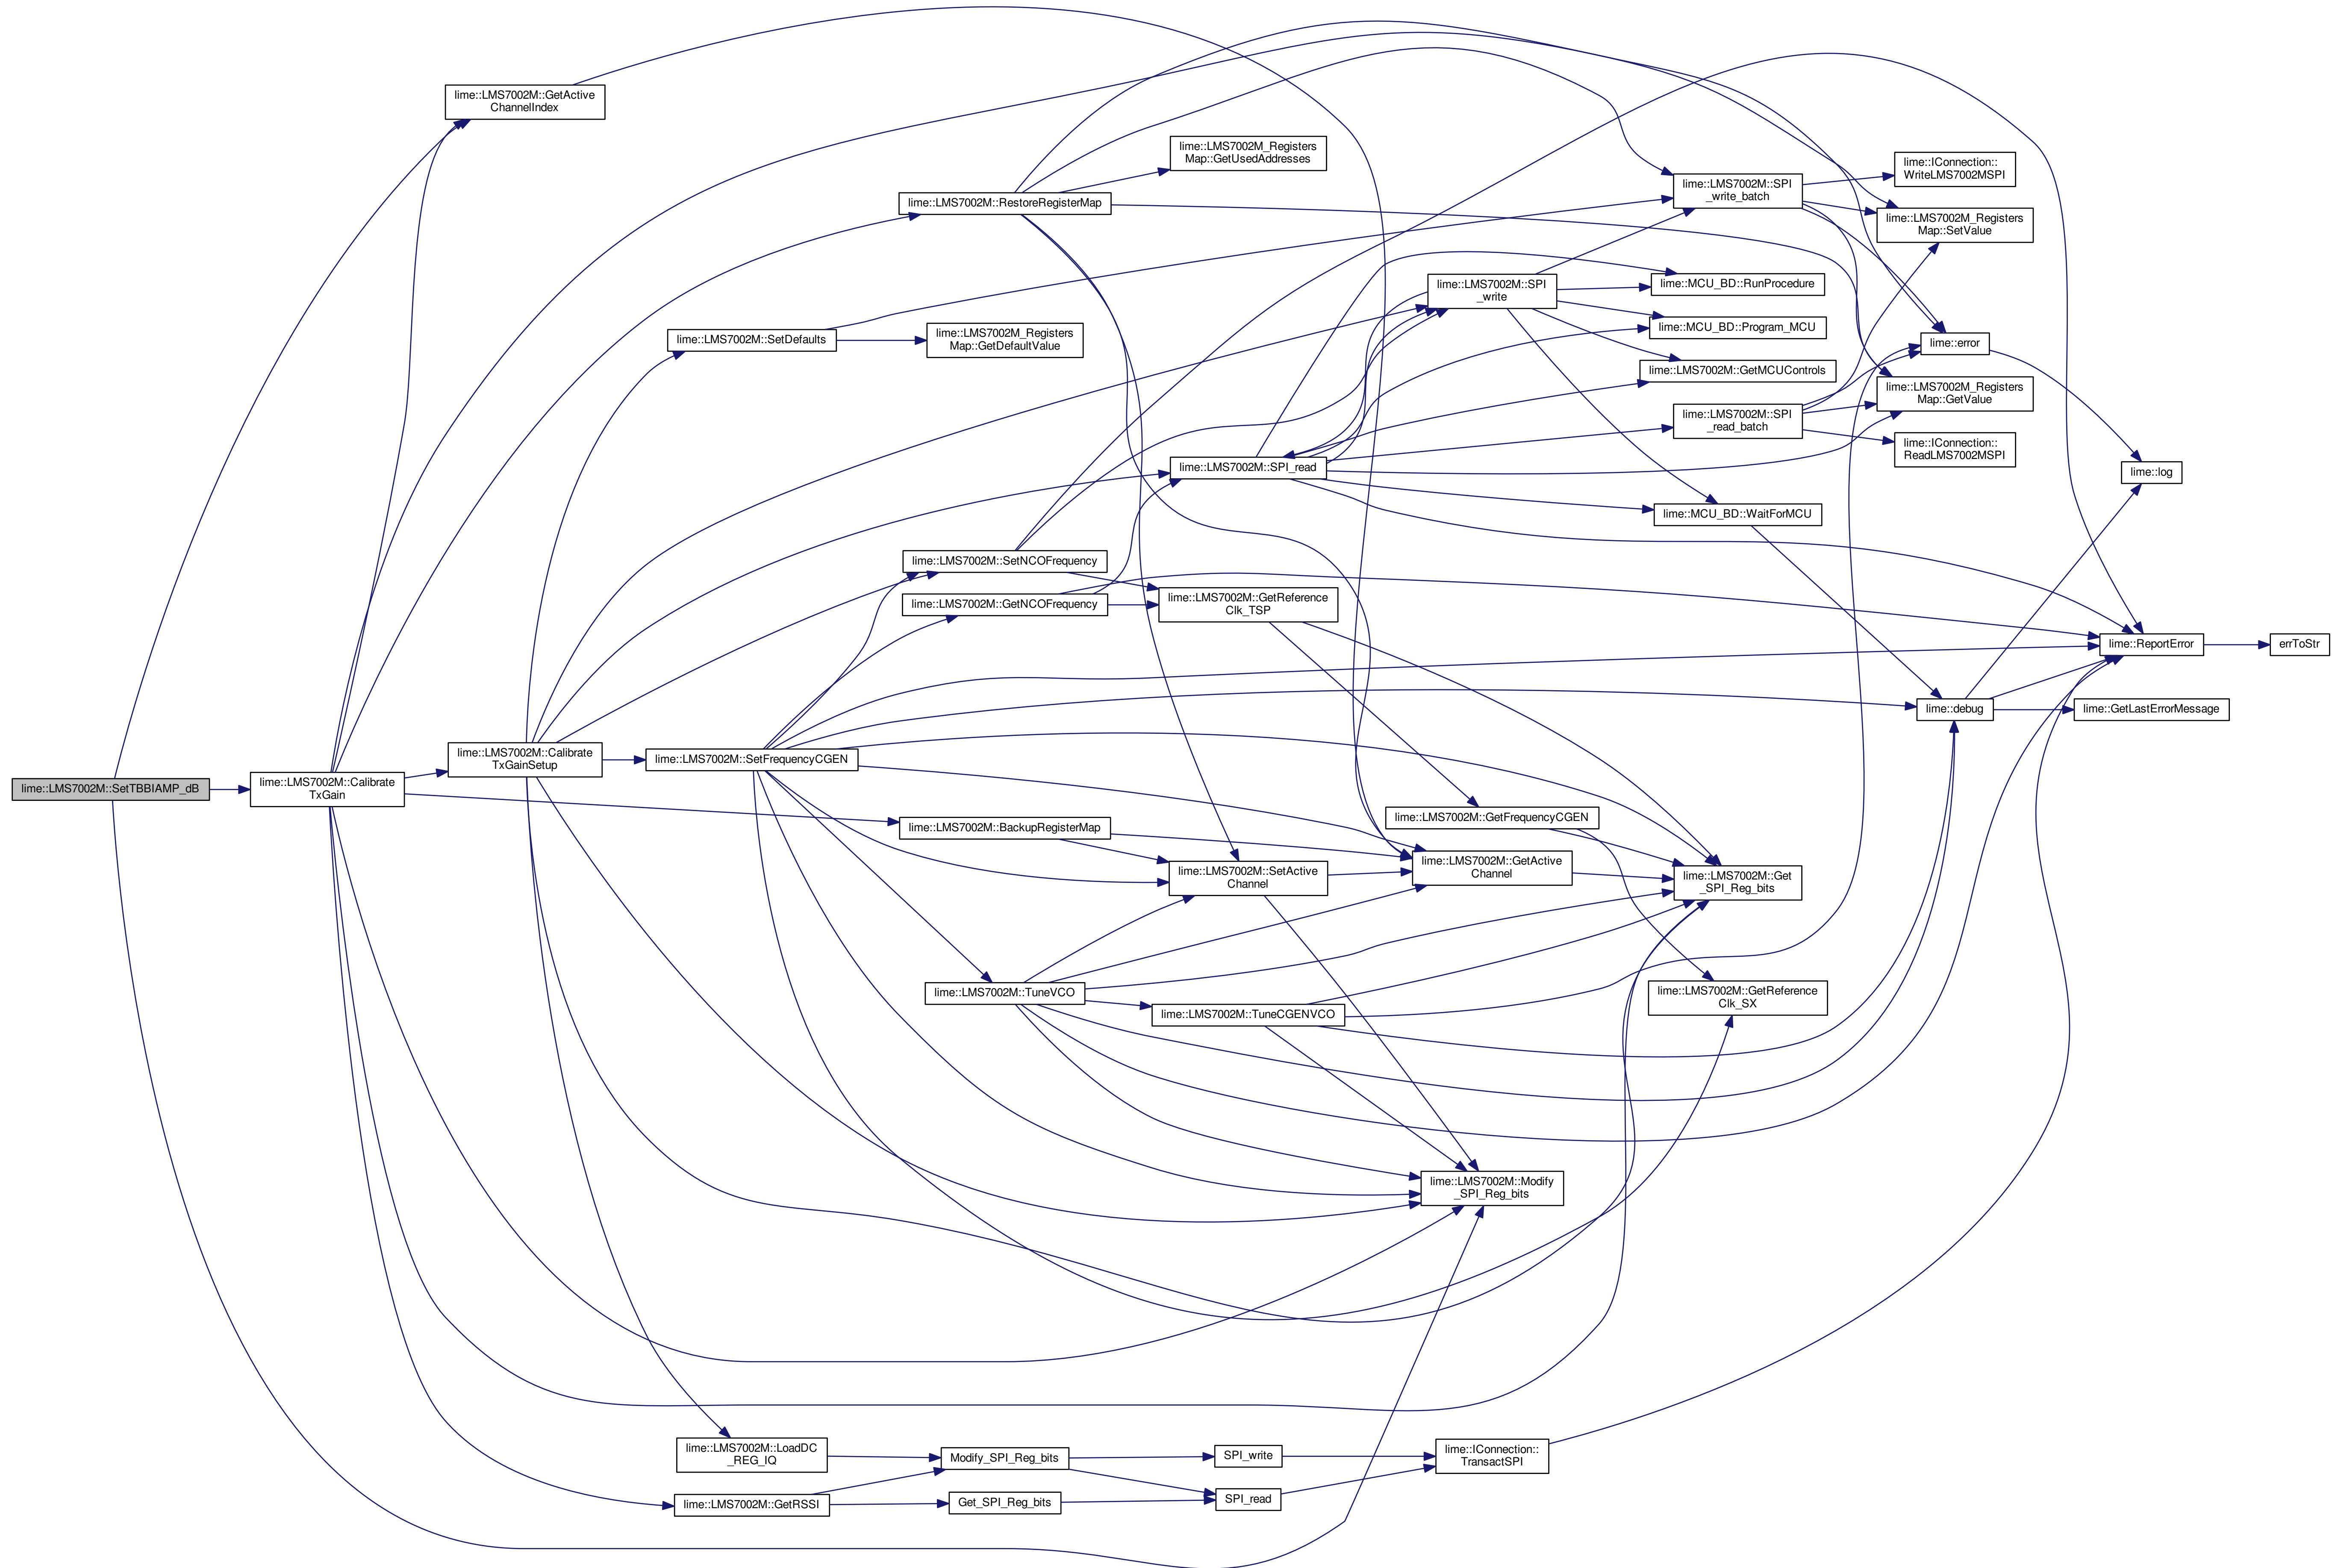 lime::LMS7002M::SetTBBIAMP_dB
lime::LMS7002M::Calibrate
TxGain
lime::LMS7002M::GetActive
ChannelIndex
lime::LMS7002M::Calibrate
TxGainSetup
lime::LMS7002M::SetDefaults
lime::LMS7002M::SetFrequencyCGEN
lime::LMS7002M::LoadDC
_REG_IQ
lime::LMS7002M::GetRSSI
lime::LMS7002M::RestoreRegisterMap
lime::LMS7002M_Registers
Map::GetDefaultValue
lime::LMS7002M::SetNCOFrequency
lime::LMS7002M::GetNCOFrequency
lime::LMS7002M::BackupRegisterMap
lime::LMS7002M::TuneVCO
Modify_SPI_Reg_bits
Get_SPI_Reg_bits
lime::LMS7002M_Registers
Map::GetUsedAddresses
lime::LMS7002M::SPI_read
lime::LMS7002M::GetReference
Clk_TSP
lime::LMS7002M::SetActive
Channel
lime::LMS7002M::TuneCGENVCO
SPI_write
SPI_read
lime::LMS7002M::SPI
_write
lime::LMS7002M::GetFrequencyCGEN
lime::LMS7002M::GetActive
Channel
lime::LMS7002M::Modify
_SPI_Reg_bits
lime::IConnection::
TransactSPI
lime::LMS7002M::SPI
_write_batch
lime::MCU_BD::RunProcedure
lime::MCU_BD::Program_MCU
lime::LMS7002M::GetMCUControls
lime::LMS7002M::SPI
_read_batch
lime::MCU_BD::WaitForMCU
lime::LMS7002M::Get
_SPI_Reg_bits
lime::LMS7002M::GetReference
Clk_SX
lime::IConnection::
WriteLMS7002MSPI
lime::LMS7002M_Registers
Map::SetValue
lime::error
lime::LMS7002M_Registers
Map::GetValue
lime::IConnection::
ReadLMS7002MSPI
lime::debug
lime::log
lime::ReportError
lime::GetLastErrorMessage
errToStr